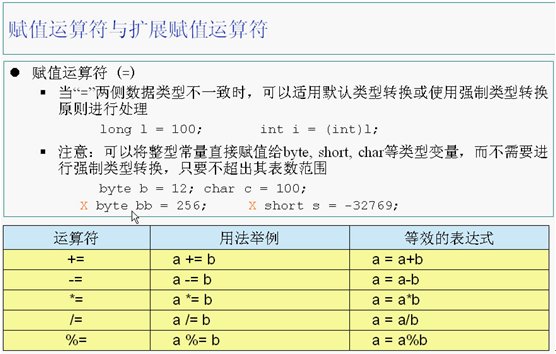 赋值运算符与扩展赋值运算符
● 赋值运算符 (=)
▪ 当“=”两侧数据类型不一致时，可以适用默认类型转换或使用强制类型转换
原则进行处理
long l = 100; int i = (int)l;
▪ 注意：可以将整型常量直接赋值给byte, short, char等类型变量，而不需要进
行强制类型转换，只要不超出其表数范围
byte b = 12; char c = 100;
X byte bb = 256; X short s = -32769;
运算符 用法举例 等效的表达式
+= a += b a = a+b
-= a -= b a = a-b
*= a *= b a = a*b
/= a /= b a = a/b
%= a %= b a = a%b